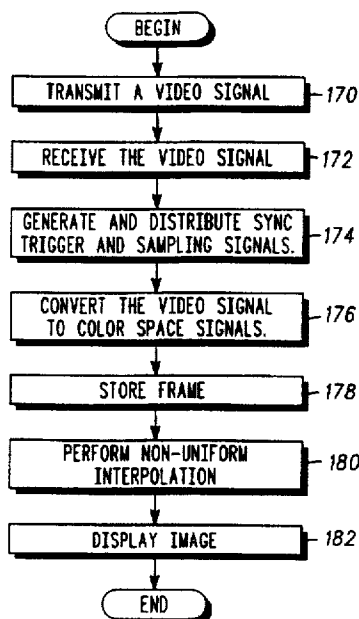 BEGIN
TRANSMIT A VIDEO SIGNAL
170
RECEIVE THE VIDEO SIGNAL
172
GENERATE AND DISTRIBUTE SYNC
TRIGGER AND SAMPLING SIGNALS.
174
CONVERT THE VIDEO SIGNAL
TO COLOR SPACE SIGNALS.
176
STORE FRAME
178
PERFORM NON-UNIFORM
INTERPOLATION
180
DISPLAY IMAGE
182
END